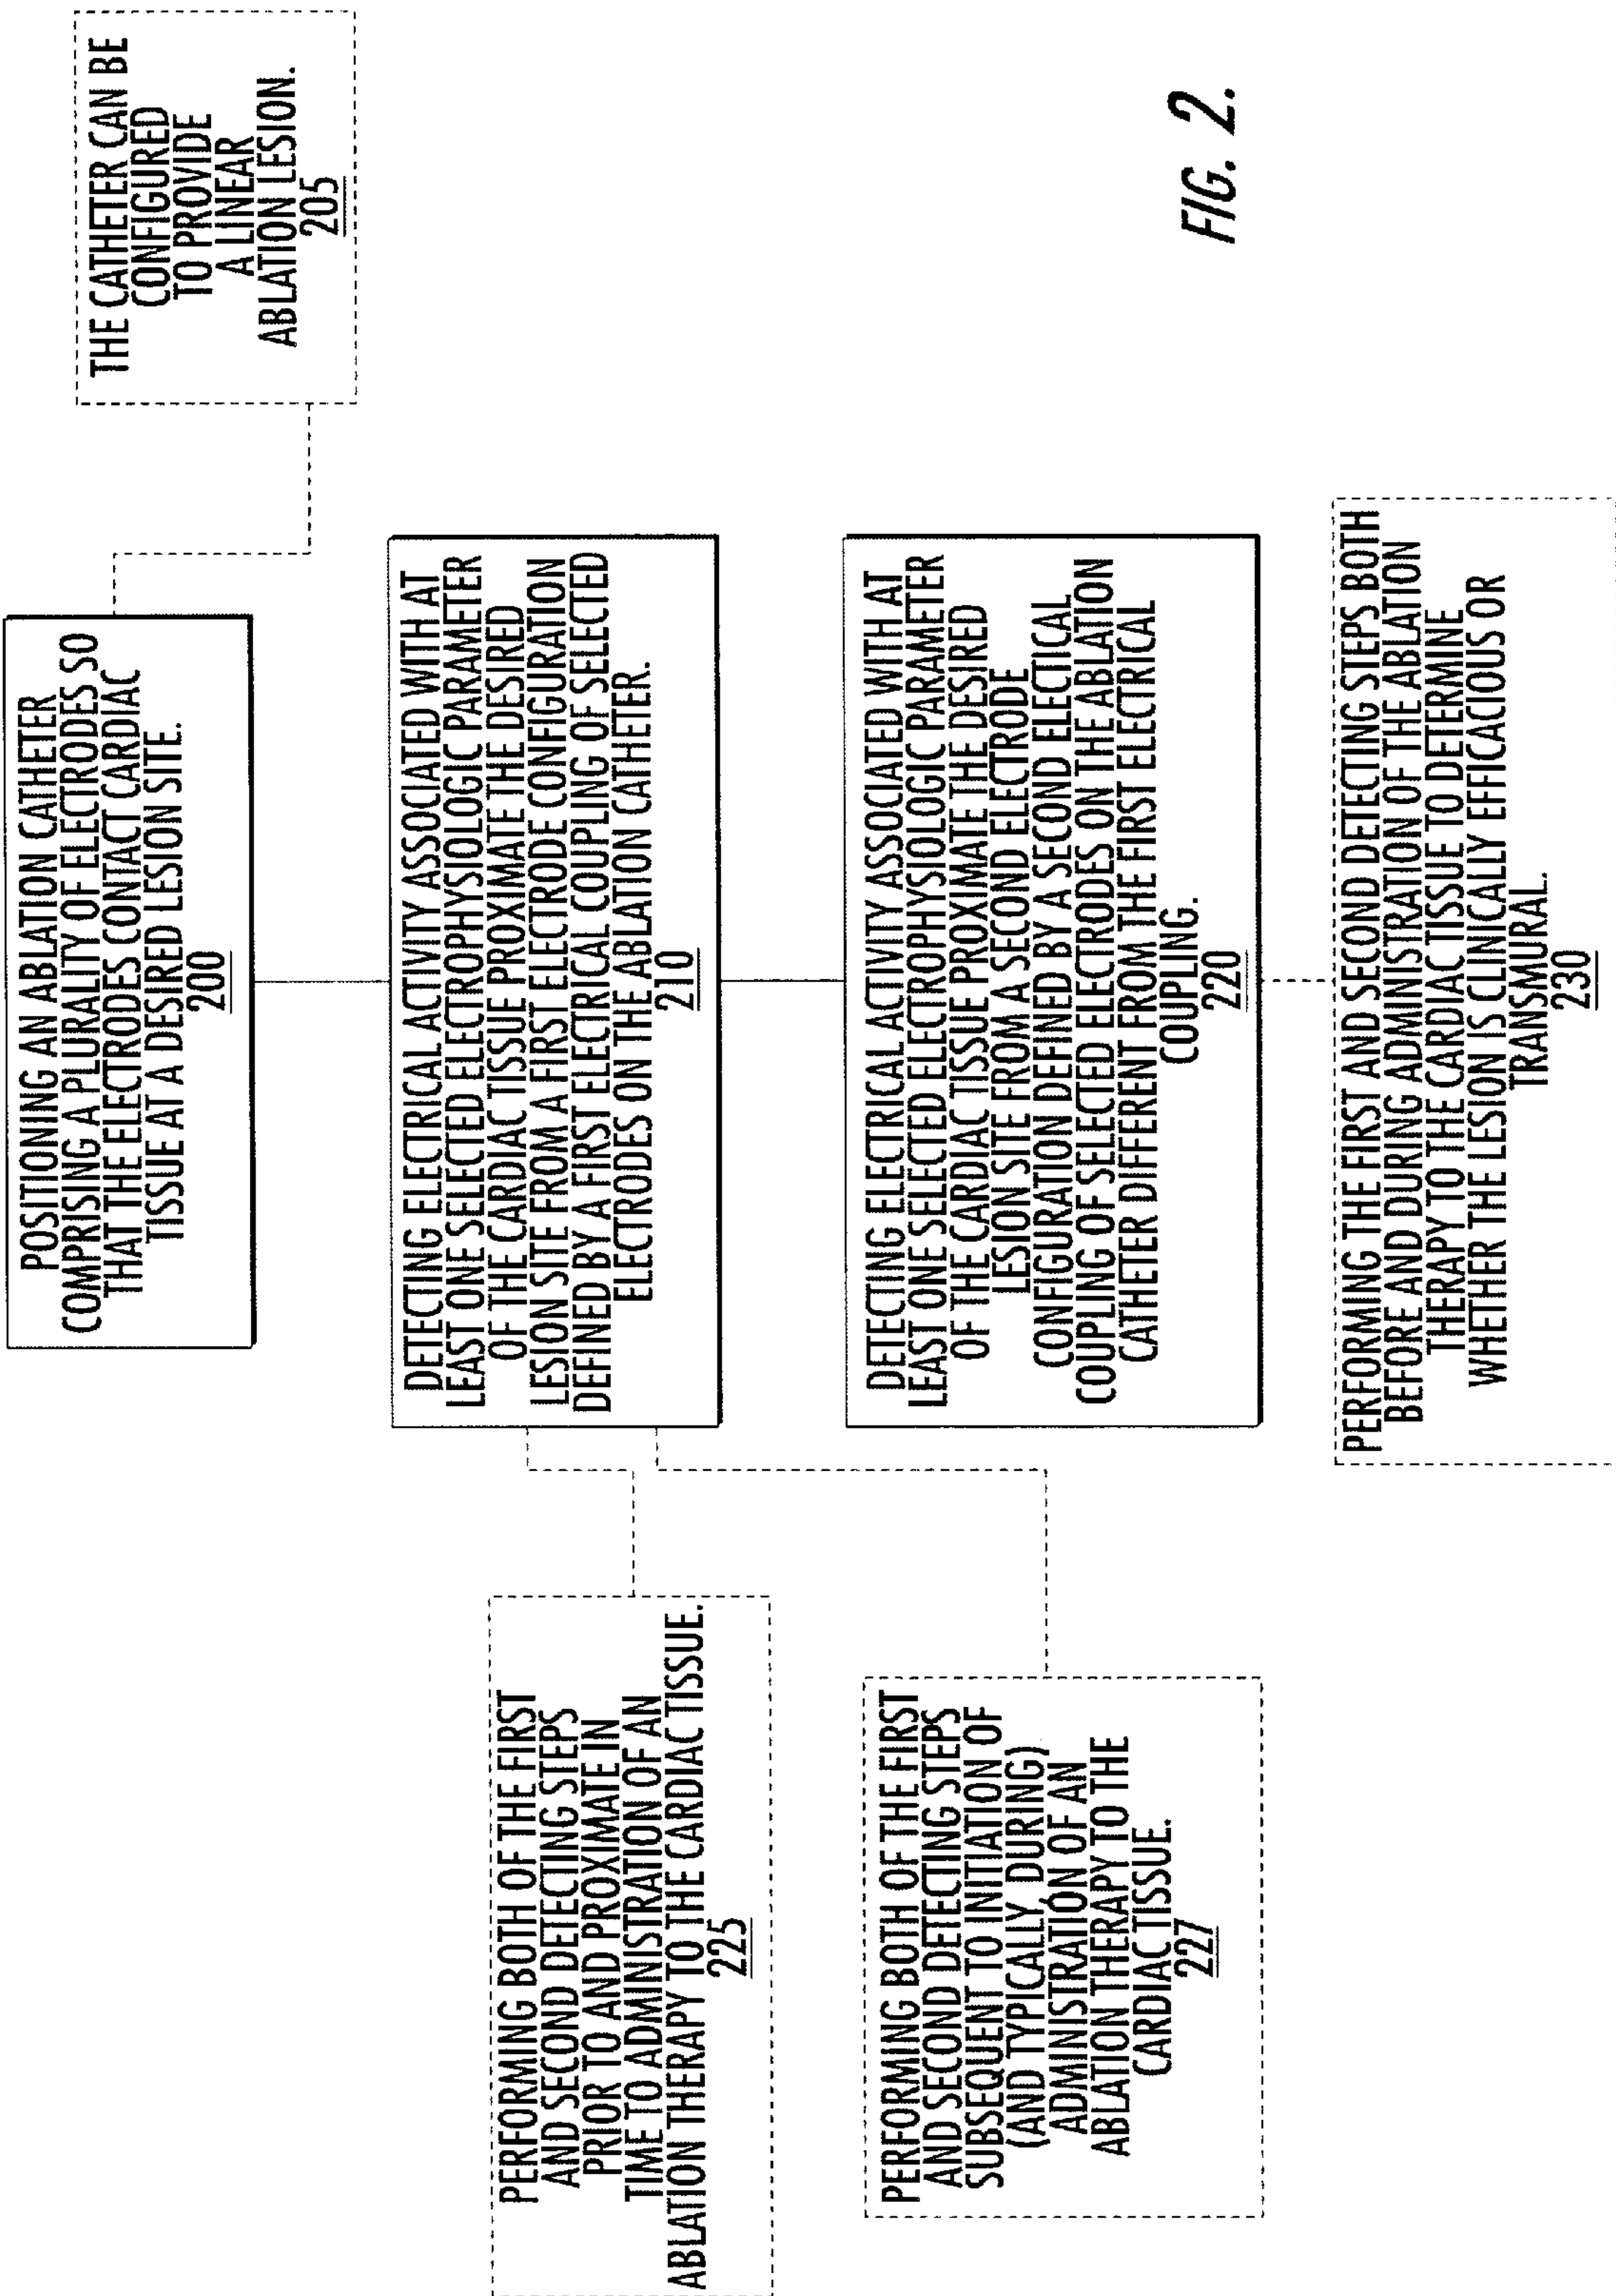 POSITIONING AN ABLATION CATHETER
COMPRISING A PLURALITY OF ELECTRODES SO
THAT THE ELECTRODES CONTACT CARDIAC
TISSUE AT A DESIRED LESION SITE.
200
THE CATHETER CAN BE
CONFIGURED
TO PROVIDE
A LINEAR
ABLATION LESION.
205
DETECTING ELECTRICAL ACTIVITY ASSOCIATED WITH AT
LEAST ONE SELECTED ELECTROPHYSIOLOGIC PARAMETER
OF THE CARDIAC TISSUE PROXIMATE THE DESIRED
LESION SITE FROM A FIRST ELECTRODE CONFIGURATION
DEFINED BY A FIRST ELECTRICAL COUPLING OF SELECTED
ELECTRODES ON THE ABLATION CATHETER.
210
PERFORMING BOTH OF THE FIRST
AND SECOND DETECTING STEPS
PRIOR TO AND PROXIMATE IN
TIME TO ADMINISTRATION OF AN
ABLATION THERAPY TO THE CARDIAC TISSUE.
225
DETECTING ELECTRICAL ACTIVITY ASSOCIATED WITH AT
LEAST ONE SELECTED ELECTROPHYSIOLOGIC PARAMETER
OF THE CARDIAC TISSUE PROXIMATE THE DESIRED
LESION SITE FROM A SECOND ELECTRODE
CONFIGURATION DEFINED BY A SECOND ELECTRICAL
COUPLING OF SELECTED ELECTRODES ON THE ABLATION
CATHETER DIFFERENT FROM THE FIRST ELECTRICAL
COUPLING.
220
PERFORMING BOTH OF THE FIRST
AND SECOND DETECTING STEPS
SUBSEQUENT TO INITIATION OF
(AND TYPICALLY DURING)
ADMINISTRATION OF AN
ABLATION THERAPY TO THE
CARDIAC TISSUE.
227
PERFORMING THE FIRST AND SECOND DETECTING STEPS BOTH
BEFORE AND DURING ADMINISTRATION OF THE ABLATION
THERAPY TO THE CARDIAC TISSUE TO DETERMINE
WHETHER THE LESION IS CLINICALLY EFFICACIOUS OR
TRANSMURAL.
230
FIG. 2.